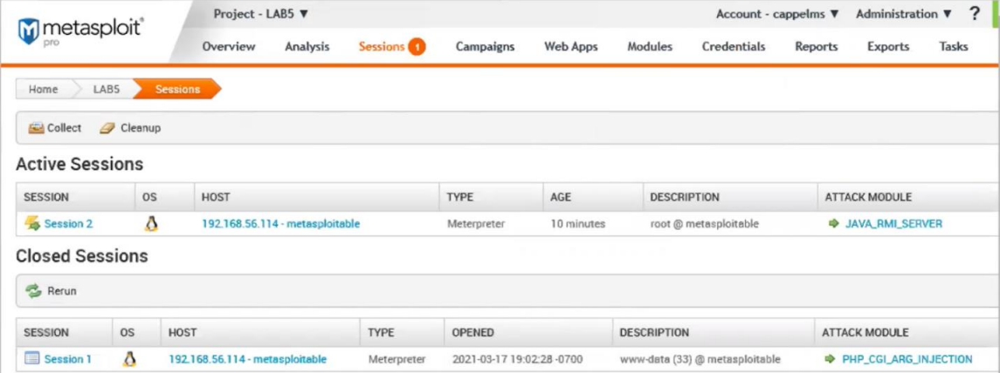 Project - LAB5 ▼ Account - cappelms ▼ Administration ▼ ?
metasploit®
pro
Overview Analysis Sessions 1 Campaigns Web Apps Modules Credentials Reports Exports Tasks
Home LAB5 Sessions
Collect Cleanup
Active Sessions
SESSION OS HOST TYPE AGE DESCRIPTION ATTACK MODULE
Session 2 192.168.56.114 - metasploitable Meterpreter 10 minutes root @ metasploitable JAVA_RMI_SERVER
Closed Sessions
Rerun
SESSION OS HOST TYPE OPENED DESCRIPTION ATTACK MODULE
Session 1 192.168.56.114 - metasploitable Meterpreter 2021-03-17 19:02:28 -0700 www-data (33) @ metasploitable PHP_CGI_ARG_INJECTION